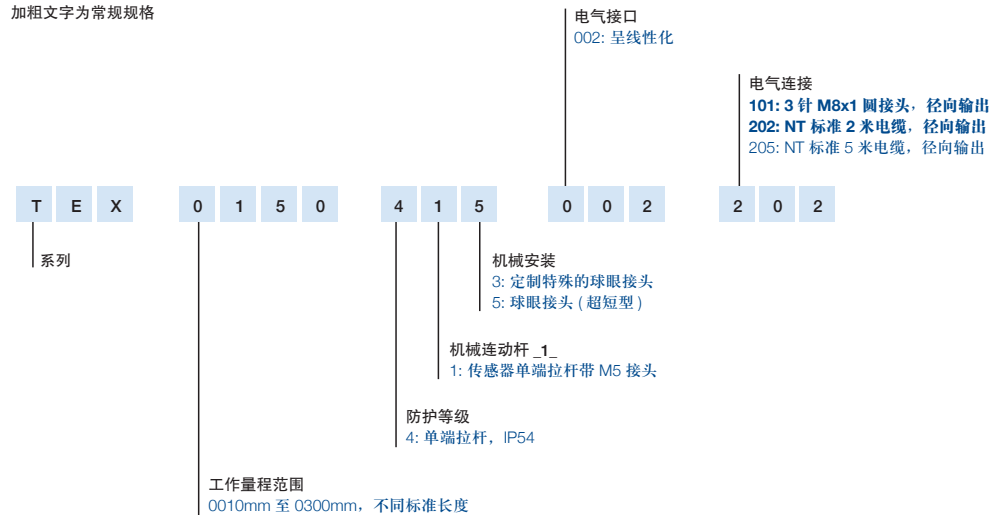 加粗文字为常规规格
电气接口
002: 呈线性化
电气连接
101: 3 针 M8x1 圆接头，径向输出
202: NT 标准 2 米电缆，径向输出
205: NT 标准 5 米电缆，径向输出
T E X 0 1 5 0 4 1 5 0 0 2 2 0 2
系列
机械安装
3: 定制特殊的球眼接头
5: 球眼接头 ( 超短型 )
机械连动杆 _1_
1: 传感器单端拉杆带 M5 接头
防护等级
4: 单端拉杆，IP54
工作量程范围
0010mm 至 0300mm，不同标准长度